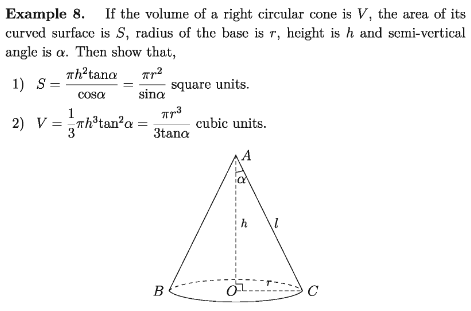 Example 8. If the volume of a right circular cone is V, the area of its
curved surface is S, radius of the base is r, height is h and semi-vertical
angle is α. Then show that,
1) S = πh²tanα/cosα = πr²/sinα square units.
2) V = 1/3 πh³tan²α = πr³/3tanα cubic units.
A
α
h
l
r
B
O
C